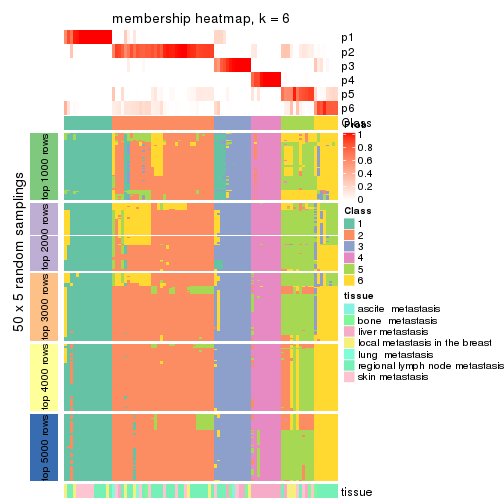 membership heatmap, k = 6
p1
p2
p3
p4
p5
p6
Class
Prob
1
0.8
0.6
0.4
0.2
0
Class
1
2
3
4
5
6
tissue
ascite metastasis
bone metastasis
liver metastasis
local metastasis in the breast
lung metastasis
regional lymph node metastasis
skin metastasis
50 x 5 random samplings
top 1000 rows
top 2000 rows
top 3000 rows
top 4000 rows
top 5000 rows
tissue